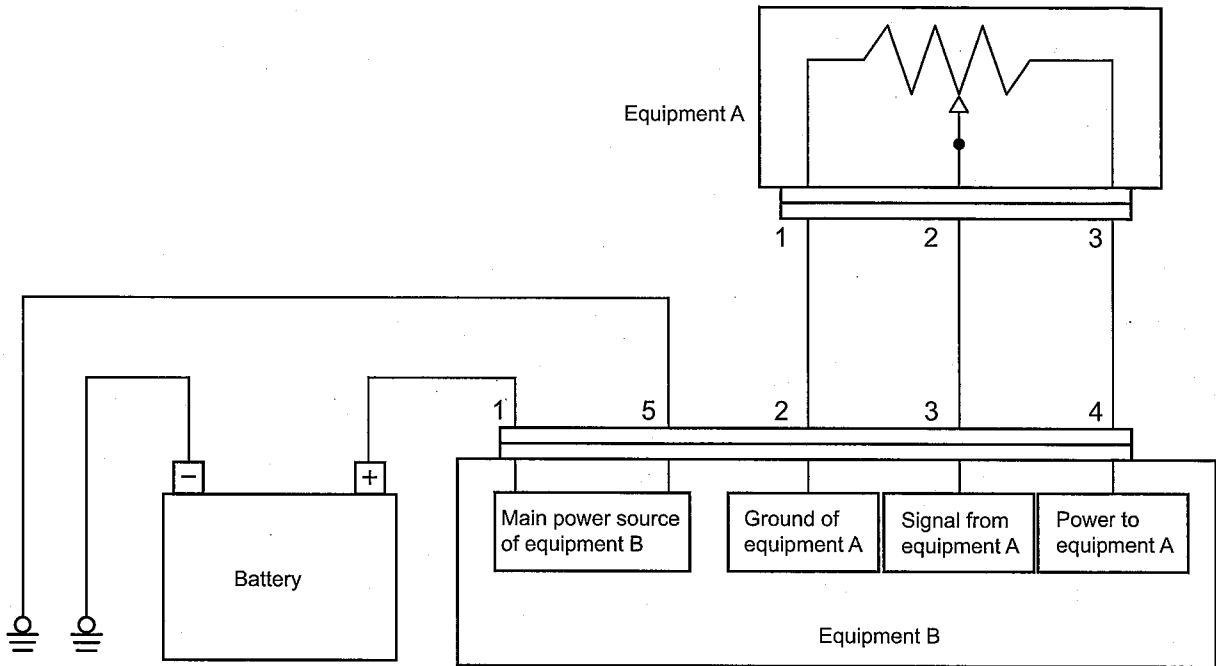 Equipment A
1 2 3
1 5 2 3 4
− +
Main power source
of equipment B
Ground of
equipment A
Signal from
equipment A
Power to
equipment A
Battery
Equipment B